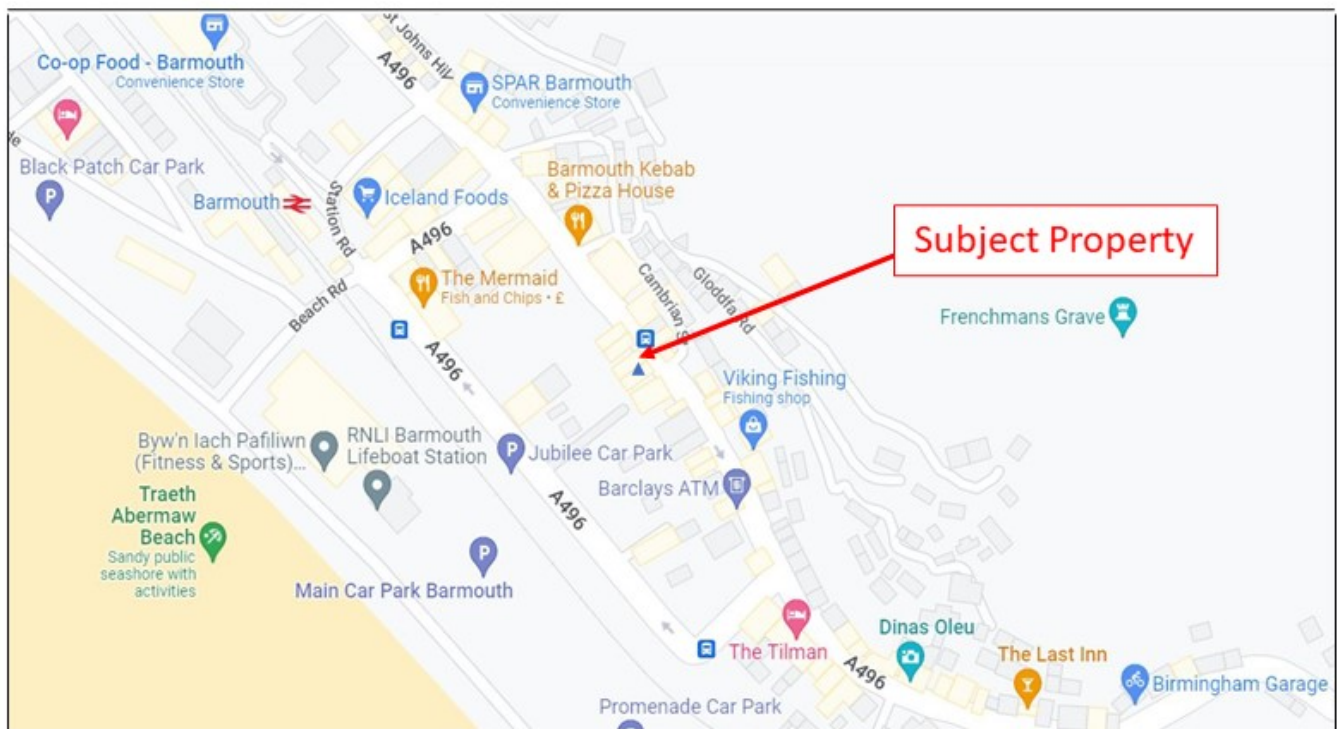 Co-op Food - Barmouth
Convenience Store
A496
SPAR Barmouth
Convenience Store
Black Patch Car Park
P
Barmouth
Station Rd
Iceland Foods
Barmouth Kebab
& Pizza House
A496
Subject Property
The Mermaid
Fish and Chips • £
Beach Rd
Cambrian S
Gloddfa Rd
Frenchmans Grave
A496
Viking Fishing
Fishing shop
Byw'n Iach Pafiliwn
(Fitness & Sports)...
RNLI Barmouth
Lifeboat Station
P
Jubilee Car Park
Barclays ATM
Traeth
Abermaw
Beach
Sandy public
seashore with
activities
A496
P
Main Car Park Barmouth
The Tilman
Dinas Oleu
A496
The Last Inn
Birmingham Garage
Promenade Car Park